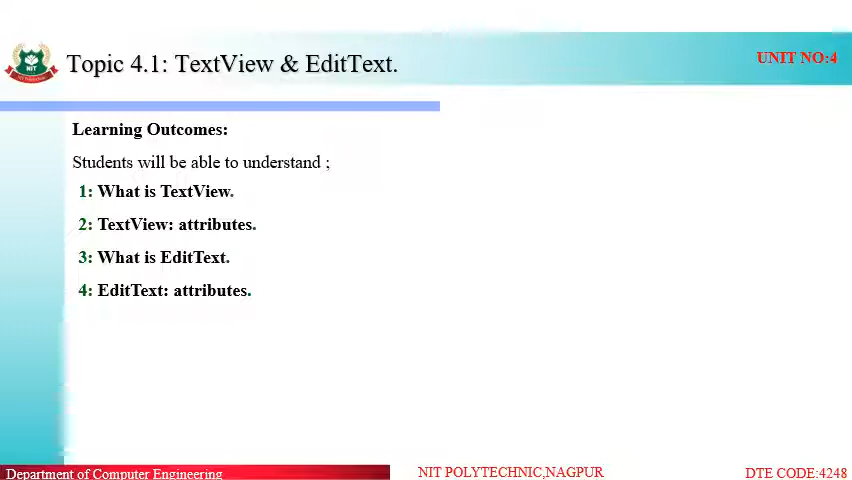 Topic 4.1: TextView & EditText.
UNIT NO:4
NIT
Learning Outcomes:
Students will be able to understand ;
1: What is TextView.
2: TextView: attributes.
3: What is EditText.
4: EditText: attributes.
Department of Computer Engineering
NIT POLYTECHNIC,NAGPUR
DTE CODE:4248